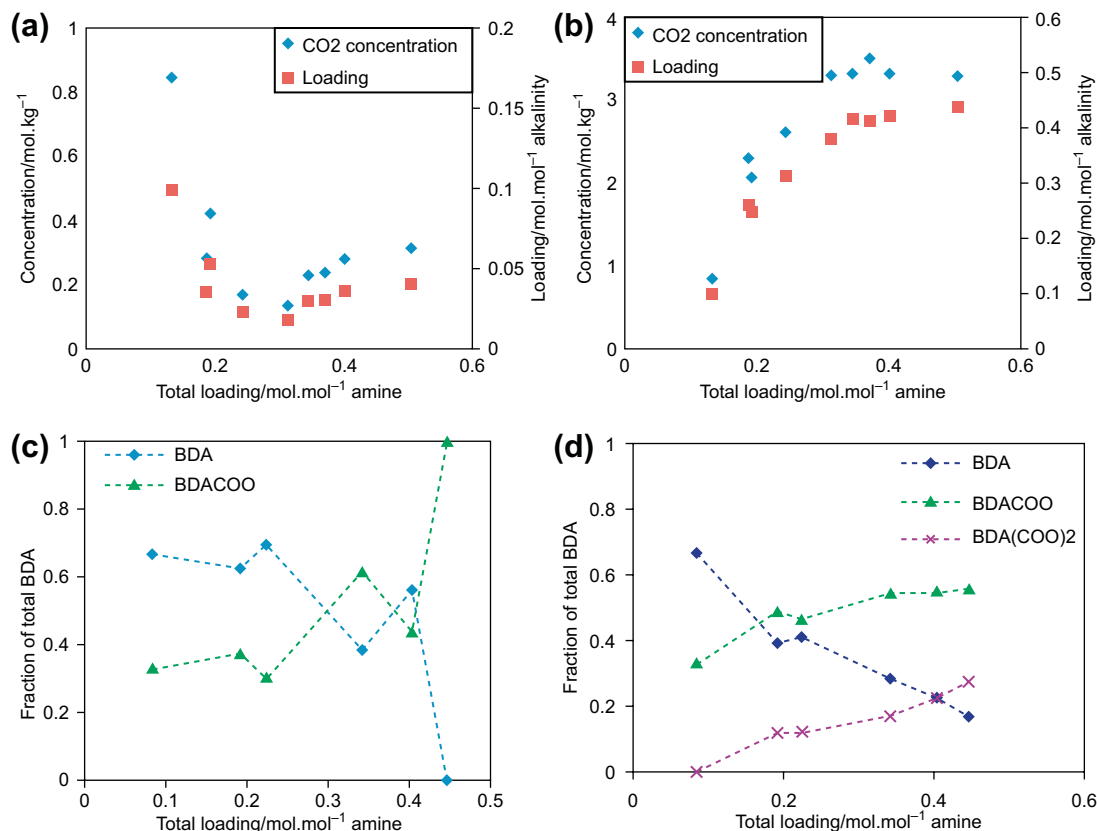 (a)
CO2 concentration
Loading
Concentration/mol.kg⁻¹
1
0.8
0.6
0.4
0.2
0
0.2
0.15
0.1
0.05
0
Loading/mol.mol⁻¹ alkalinity
0 0.2 0.4 0.6
Total loading/mol.mol⁻¹ amine
(b)
CO2 concentration
Loading
Concentration/mol.kg⁻¹
4
3
2
1
0
0.6
0.5
0.4
0.3
0.2
0.1
0
Loading/mol.mol⁻¹ alkalinity
0 0.2 0.4 0.6
Total loading/mol.mol⁻¹ amine
(c)
BDA
BDACOO
Fraction of total BDA
1
0.8
0.6
0.4
0.2
0
0 0.1 0.2 0.3 0.4 0.5
Total loading/mol.mol⁻¹ amine
(d)
BDA
BDACOO
BDA(COO)2
Fraction of total BDA
1
0.8
0.6
0.4
0.2
0
0 0.2 0.4 0.6
Total loading/mol.mol⁻¹ amine